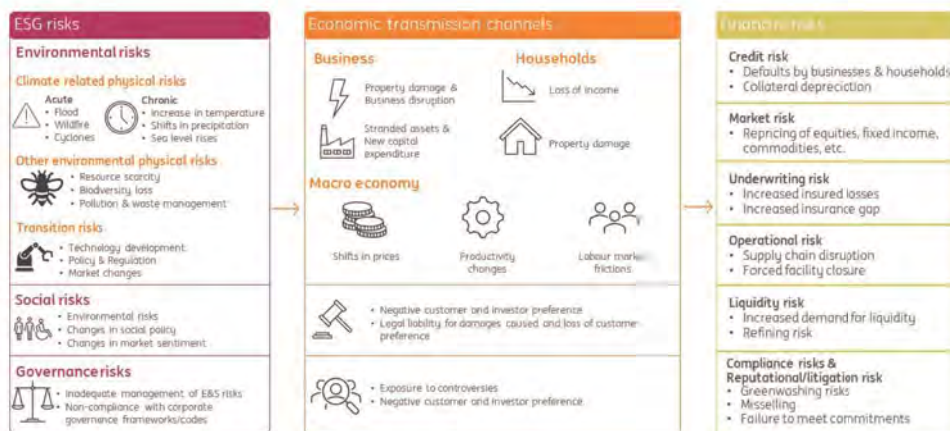 ESG risks
Environmental risks
Climate related physical risks
Acute
• Flood
• Wildfire
• Cyclones
Chronic
• Increase in temperature
• Shifts in precipitation
• Sea level rises
Other environmental physical risks
• Resource scarcity
• Biodiversity loss
• Pollution & waste management
Transition risks
• Technology development
• Policy & Regulation
• Market changes
Social risks
• Environmental risks
• Changes in social policy
• Changes in market sentiment
Governance risks
• Inadequate management of E&S risks
• Non-compliance with corporate
governance frameworks/codes
Economic transmission channels
Business
Property damage &
Business disruption
Stranded assets &
New capital
expenditure
Households
Loss of income
Property damage
Macro economy
Shifts in prices
Productivity
changes
Labour market
frictions
• Negative customer and investor preference
• Legal liability for damages caused and loss of customer
preference
• Exposure to controversies
• Negative customer and investor preference
Financial risks
Credit risk
• Defaults by businesses & households
• Collateral depreciation
Market risk
• Repricing of equities, fixed income,
commodities, etc.
Underwriting risk
• Increased insured losses
• Increased insurance gap
Operational risk
• Supply chain disruption
• Forced facility closure
Liquidity risk
• Increased demand for liquidity
• Refining risk
Compliance risks &
Reputational/litigation risk
• Greenwashing risks
• Misselling
• Failure to meet commitments